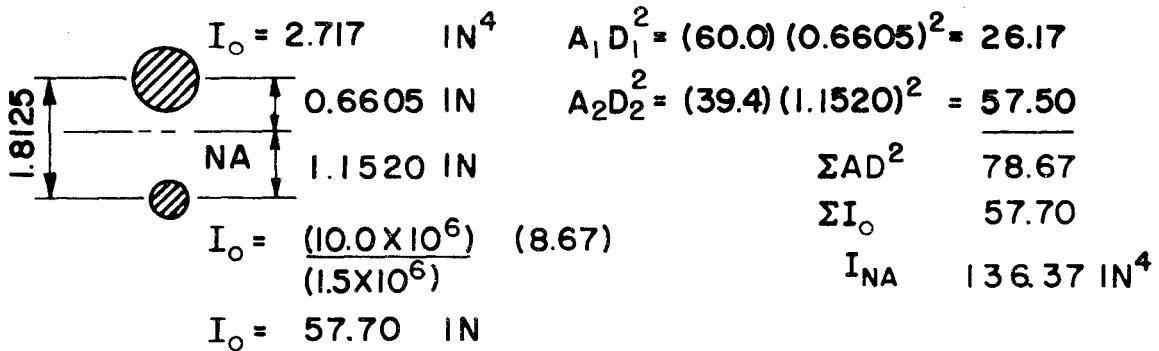 I₀ = 2.717 IN⁴
1.8125
0.6605 IN
NA
1.1520 IN
I₀ = (10.0 X 10⁶) (8.67)
(1.5X10⁶)
I₀ = 57.70 IN
A₁D₁² = (60.0) (0.6605)² = 26.17
A₂D₂² = (39.4) (1.1520)² = 57.50
ΣAD² 78.67
ΣI₀ 57.70
I_NA 136.37 IN⁴